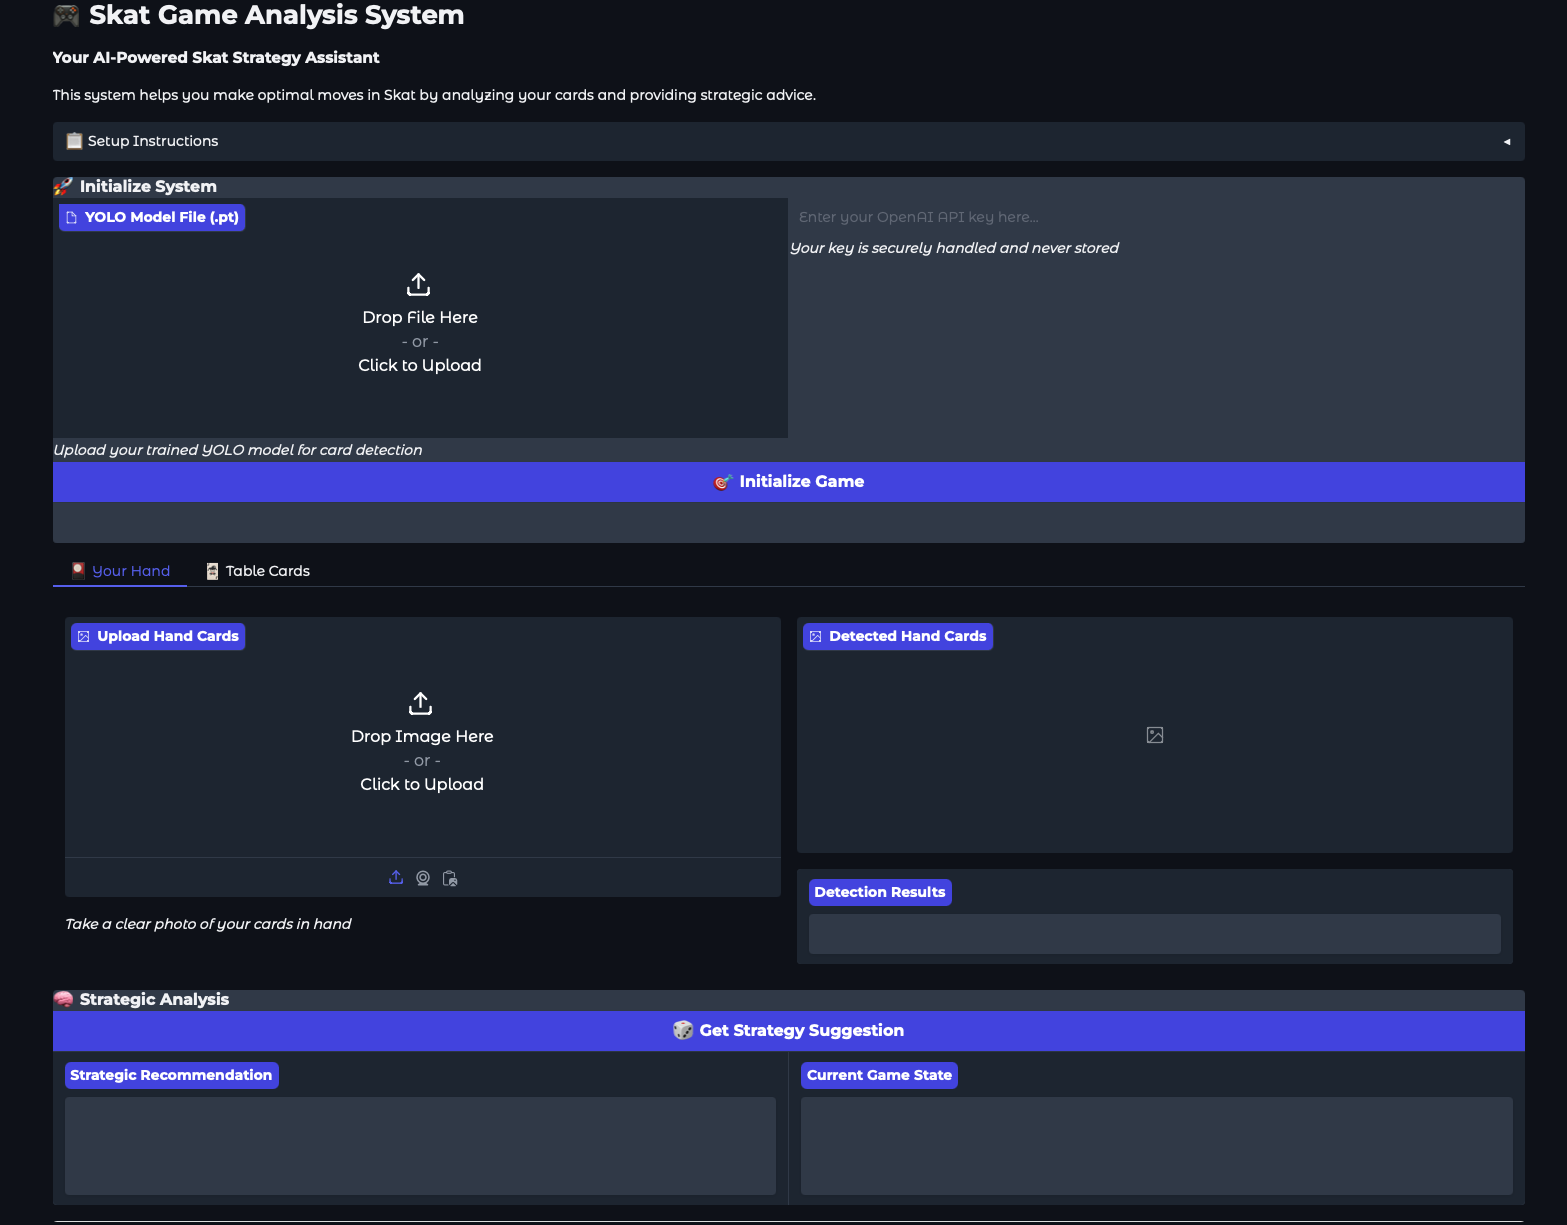 Skat Game Analysis System
Your AI-Powered Skat Strategy Assistant
This system helps you make optimal moves in Skat by analyzing your cards and providing strategic advice.
Setup Instructions
Initialize System
YOLO Model File (.pt)
Enter your OpenAI API key here...
Your key is securely handled and never stored
Drop File Here
- or -
Click to Upload
Upload your trained YOLO model for card detection
Initialize Game
Your Hand
Table Cards
Upload Hand Cards
Drop Image Here
- or -
Click to Upload
Take a clear photo of your cards in hand
Detected Hand Cards
Detection Results
Strategic Analysis
Get Strategy Suggestion
Strategic Recommendation
Current Game State